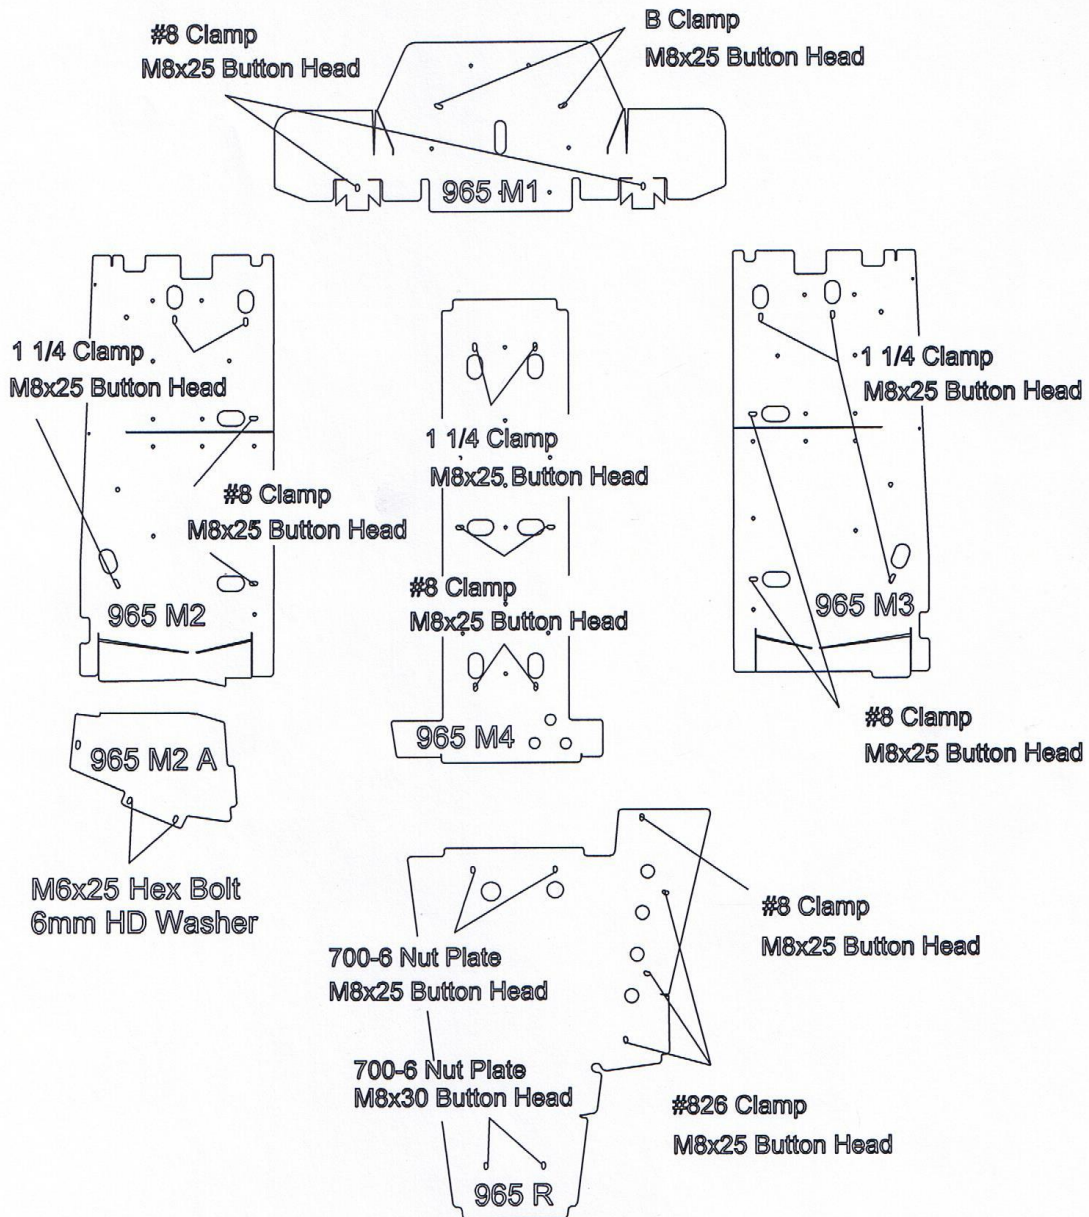 #8 Clamp
M8x25 Button Head
B Clamp
M8x25 Button Head
965 M1
1 1/4 Clamp
M8x25 Button Head
#8 Clamp
M8x25 Button Head
965 M2
1 1/4 Clamp
M8x25 Button Head
#8 Clamp
M8x25 Button Head
965 M4
1 1/4 Clamp
M8x25 Button Head
965 M3
#8 Clamp
M8x25 Button Head
965 M2 A
M6x25 Hex Bolt
6mm HD Washer
700-6 Nut Plate
M8x25 Button Head
#8 Clamp
M8x25 Button Head
700-6 Nut Plate
M8x30 Button Head
#826 Clamp
M8x25 Button Head
965 R